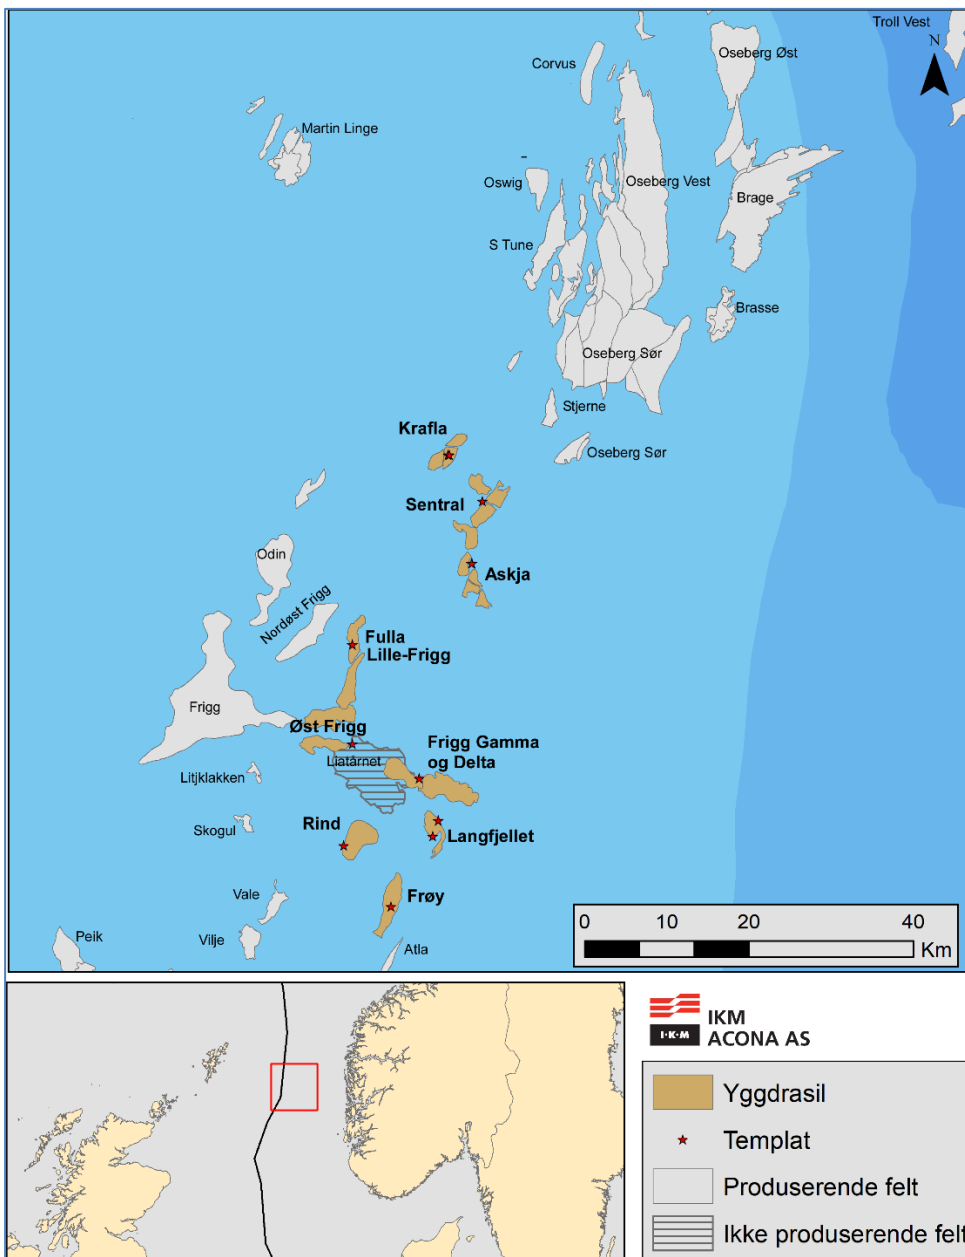 Troll Vest
N
Oseberg Øst
Corvus
Martin Linge
Oswig
Oseberg Vest
Brage
S Tune
Brasse
Oseberg Sør
Stjerne
Krafla
Oseberg Sør
Sentral
Odin
Askja
Nordøst Frigg
Fulla
Lille-Frigg
Frigg
Øst Frigg
Frigg Gamma
og Delta
Liatårnet
Litjklakken
Skogul
Rind
Langfjellet
Vale
Frøy
Peik
Vilje
Atla
0 10 20 40
Km
IKM
I·K·M
ACONA AS
Yggdrasil
Templat
Produserende felt
Ikke produserende felt